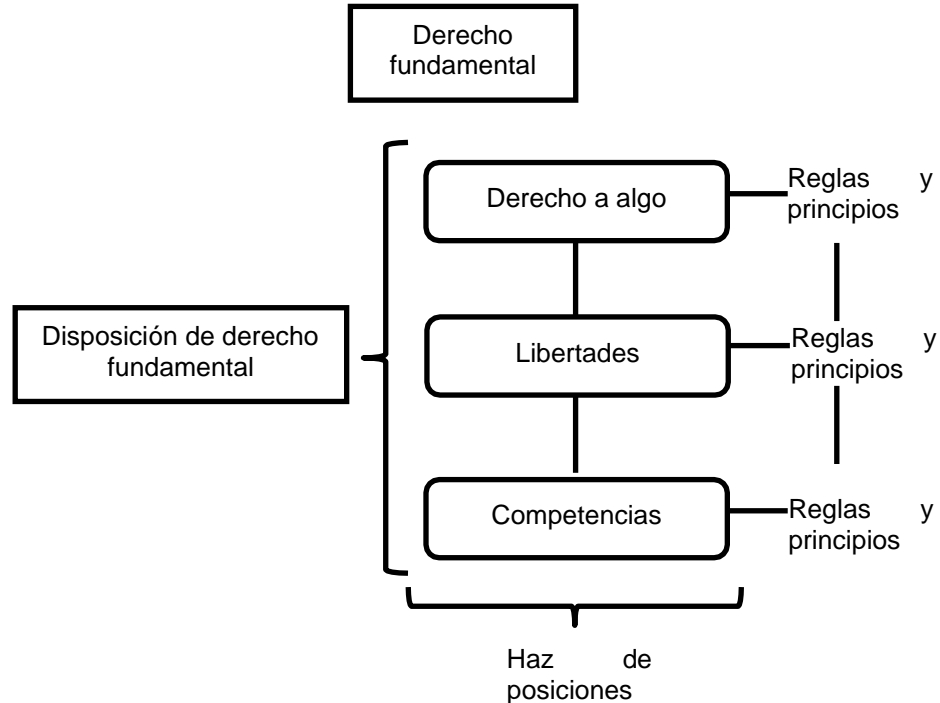 Derecho
fundamental
Derecho a algo
Reglas y
principios
Disposición de derecho
fundamental
Libertades
Reglas y
principios
Competencias
Reglas y
principios
Haz de
posiciones